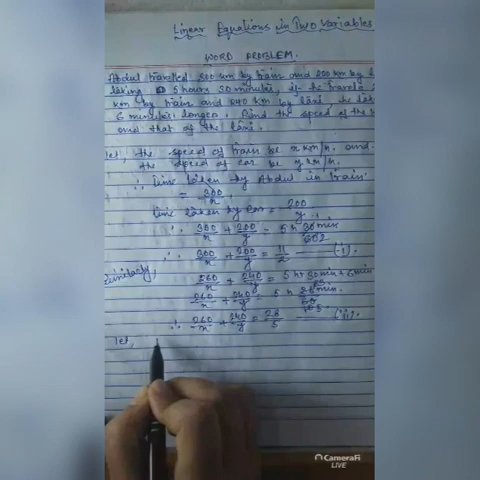 Linear Equations in Two Variables
WORD PROBLEM.
Abdul travelled 300 km by train and 200 km by
taking 5 hours 30 minutes, if he travels
km by train and 240 km by taxi, he
6 minutes longer. Find the speed of the
and that of the taxi.
Let, the speed of train be x km/h. and
the speed of car be y km/h.
∴ time taken by Abdul in train
= 300/x
time taken by car = 200/y
∴ 300/x + 200/y = 5 h 30 min
∴ 300/x + 200/y = 11/2 (i)
Similarly, 260/x + 240/y = 5 hr 30min + 6 min
260/x + 240/y = 5 h 36 min.
∴ 260/x + 240/y = 28/5 (ii).
let,
CameraFi
LIVE